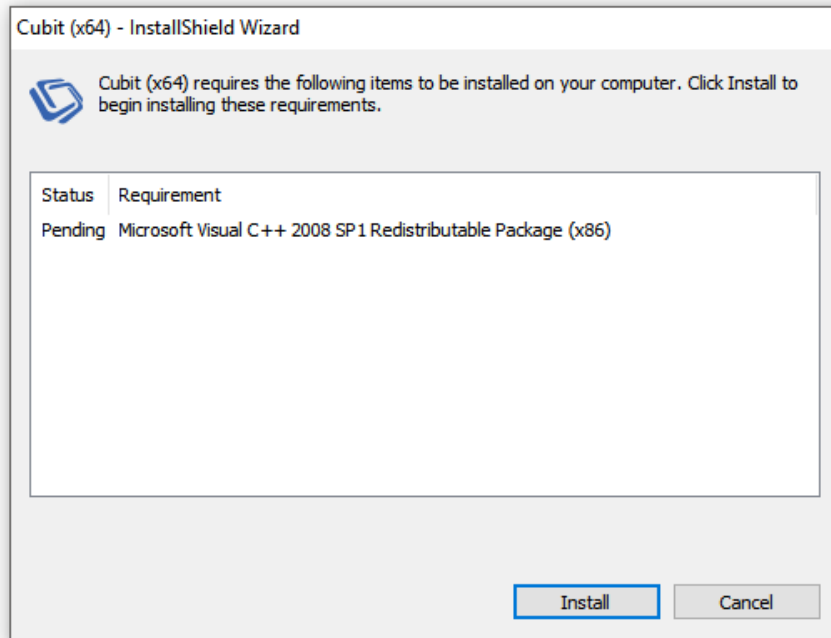 Cubit (x64) - InstallShield Wizard
Cubit (x64) requires the following items to be installed on your computer. Click Install to
begin installing these requirements.
Status Requirement
Pending Microsoft Visual C++ 2008 SP1 Redistributable Package (x86)
Install Cancel